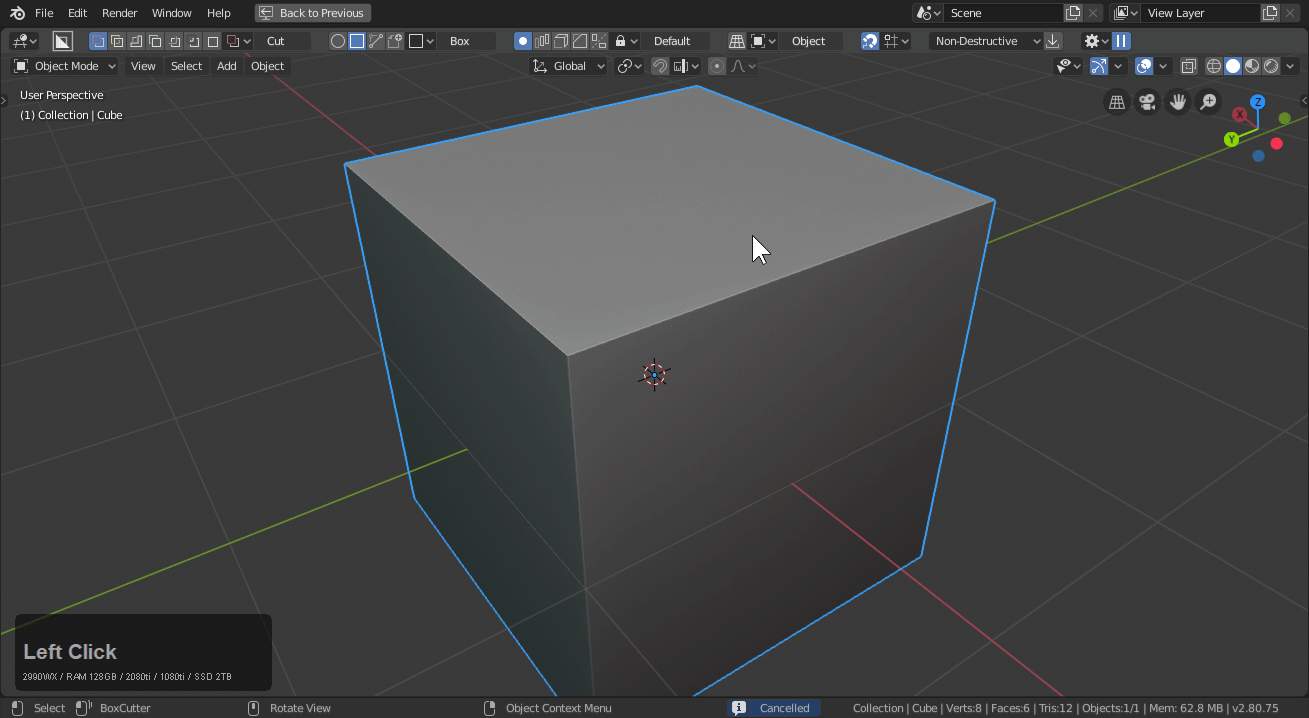 File Edit Render Window Help Back to Previous Scene View Layer
Cut Box Default Object Non-Destructive
Object Mode View Select Add Object Global
User Perspective
(1) Collection | Cube
Z
X
Y
Left Click
2990WX / RAM 128GB / 2080ti / 1080ti / SSD 2TB
Select BoxCutter Rotate View Object Context Menu Cancelled Collection | Cube | Verts:8 | Faces:6 | Tris:12 | Objects:1/1 | Mem: 62.8 MB | v2.80.75